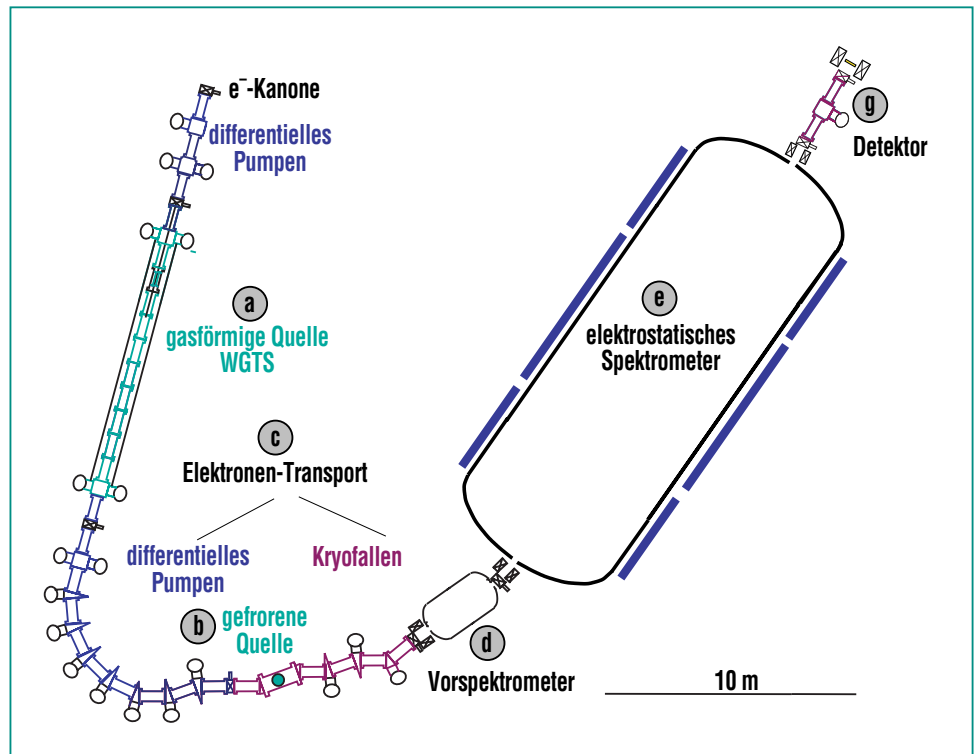 e⁻-Kanone
differentielles
Pumpen
a
gasförmige Quelle
WGTS
c
Elektronen-Transport
differentielles
Pumpen
Kryofallen
b
gefrorene
Quelle
d
Vorspektrometer
e
elektrostatisches
Spektrometer
g
Detektor
10 m